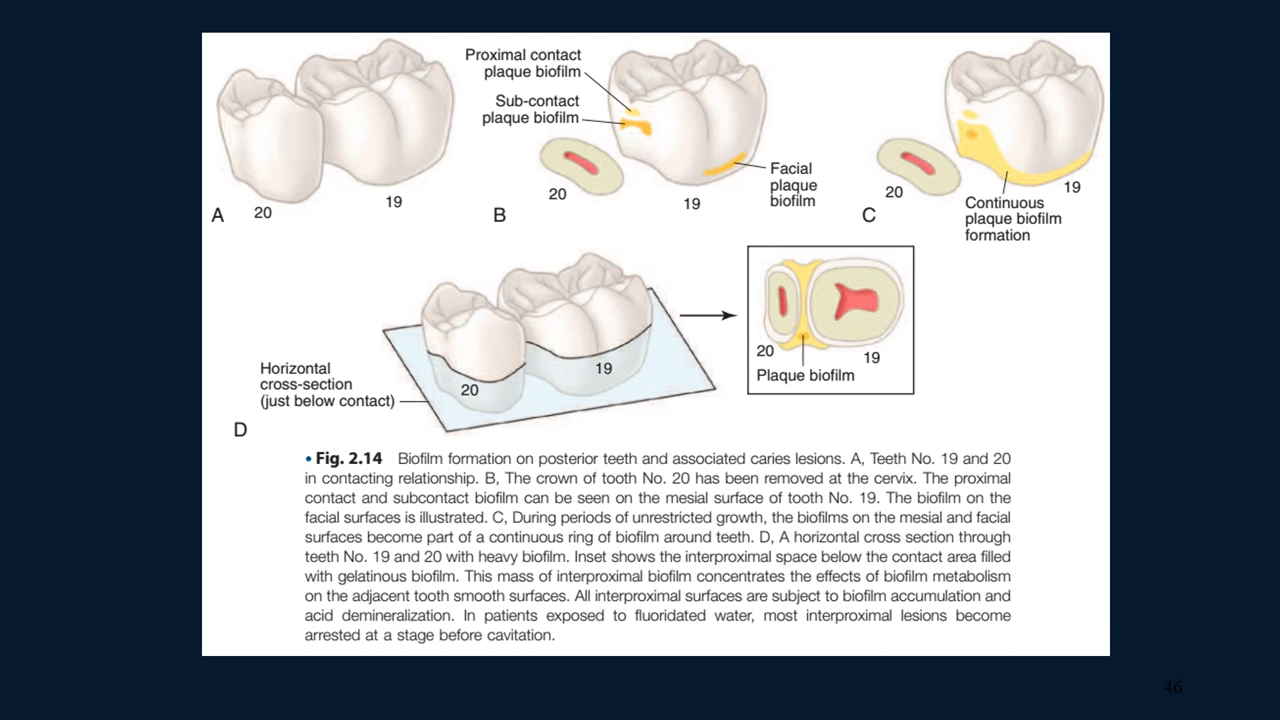 Proximal contact
plaque biofilm
Sub-contact
plaque biofilm
Facial
plaque
biofilm
20
19
A
20
19
B
20
19
C
Continuous
plaque biofilm
formation
Horizontal
cross-section
(just below contact)
20
19
D
20
19
Plaque biofilm
• Fig. 2.14 Biofilm formation on posterior teeth and associated caries lesions. A, Teeth No. 19 and 20
in contacting relationship. B, The crown of tooth No. 20 has been removed at the cervix. The proximal
contact and subcontact biofilm can be seen on the mesial surface of tooth No. 19. The biofilm on the
facial surfaces is illustrated. C, During periods of unrestricted growth, the biofilms on the mesial and facial
surfaces become part of a continuous ring of biofilm around teeth. D, A horizontal cross section through
teeth No. 19 and 20 with heavy biofilm. Inset shows the interproximal space below the contact area filled
with gelatinous biofilm. This mass of interproximal biofilm concentrates the effects of biofilm metabolism
on the adjacent tooth smooth surfaces. All interproximal surfaces are subject to biofilm accumulation and
acid demineralization. In patients exposed to fluoridated water, most interproximal lesions become
arrested at a stage before cavitation.
46